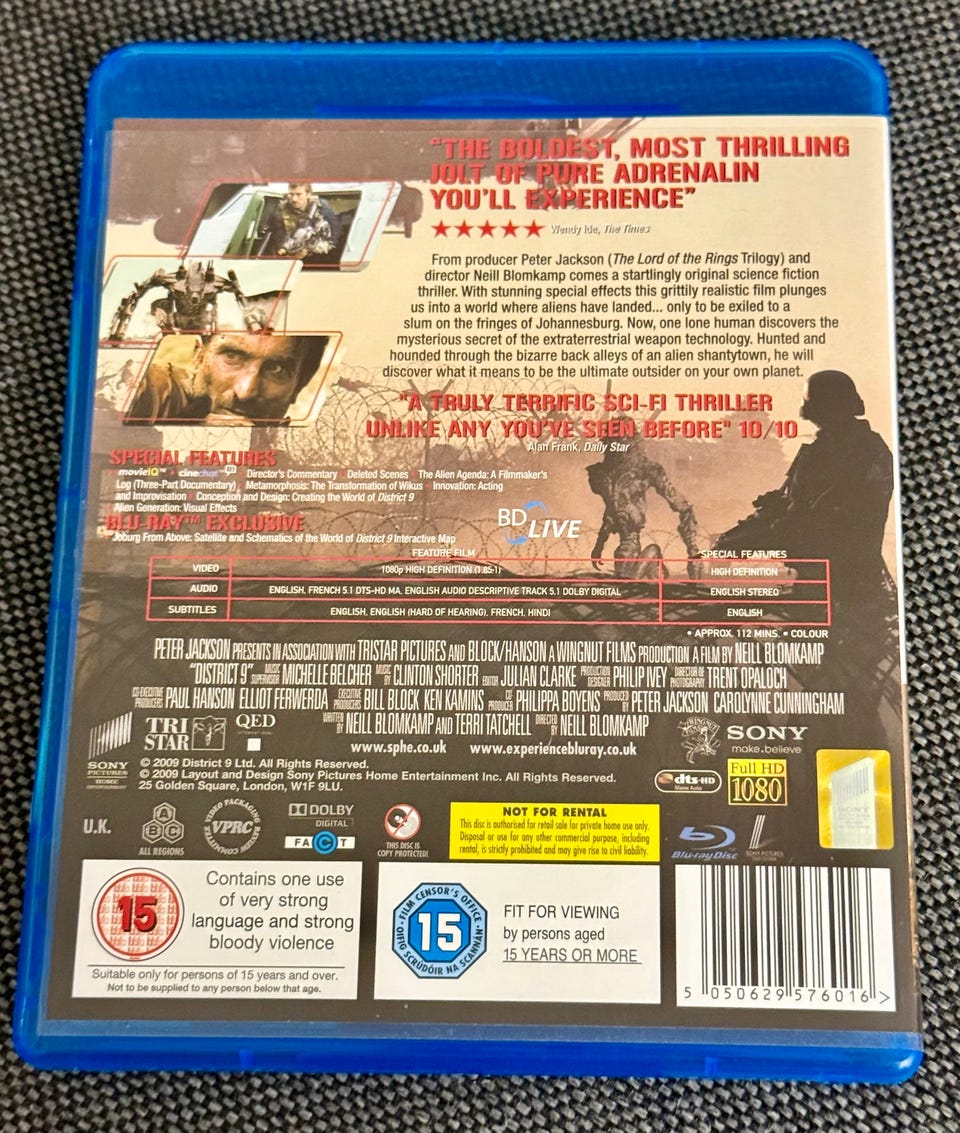 "THE BOLDEST, MOST THRILLING
JOLT OF PURE ADRENALIN
YOU'LL EXPERIENCE"
Wendy Ide, The Times
From producer Peter Jackson (The Lord of the Rings Trilogy) and
director Neill Blomkamp comes a startlingly original science fiction
thriller. With stunning special effects this grittily realistic film plunges
us into a world where aliens have landed... only to be exiled to a
slum on the fringes of Johannesburg. Now, one lone human discovers the
mysterious secret of the extraterrestrial weapon technology. Hunted and
hounded through the bizarre back alleys of an alien shantytown, he will
discover what it means to be the ultimate outsider on your own planet.
"A TRULY TERRIFIC SCI-FI THRILLER
UNLIKE ANY YOU'VE SEEN BEFORE" 10/10
Alan Frank, Daily Star
SPECIAL FEATURES
movieIQ™ • cinechat™ • Director's Commentary • Deleted Scenes • The Alien Agenda: A Filmmaker's
Log (Three-Part Documentary) • Metamorphosis: The Transformation of Wikus • Innovation: Acting
and Improvisation • Conception and Design: Creating the World of District 9
Alien Generation: Visual Effects
BLU-RAY™ EXCLUSIVE
Joburg From Above: Satellite and Schematics of the World of District 9 Interactive Map
BD LIVE
FEATURE FILM SPECIAL FEATURES
VIDEO 1080p HIGH DEFINITION (1.85:1) HIGH DEFINITION
AUDIO ENGLISH, FRENCH 5.1 DTS-HD MA, ENGLISH AUDIO DESCRIPTIVE TRACK 5.1 DOLBY DIGITAL ENGLISH STEREO
SUBTITLES ENGLISH, ENGLISH (HARD OF HEARING), FRENCH, HINDI ENGLISH
• APPROX. 112 MINS. • COLOUR
PETER JACKSON PRESENTS IN ASSOCIATION WITH TRISTAR PICTURES AND BLOCK/HANSON A WINGNUT FILMS PRODUCTION A FILM BY NEILL BLOMKAMP
"DISTRICT 9" MUSIC SUPERVISOR MICHELLE BELCHER MUSIC BY CLINTON SHORTER EDITOR JULIAN CLARKE PRODUCTION DESIGNER PHILIP IVEY DIRECTOR OF PHOTOGRAPHY TRENT OPALOCH
CO-EXECUTIVE PRODUCERS PAUL HANSON ELLIOT FERWERDA EXECUTIVE PRODUCERS BILL BLOCK KEN KAMINS CO PRODUCER PHILIPPA BOYENS PRODUCED BY PETER JACKSON CAROLYNNE CUNNINGHAM
WRITTEN BY NEILL BLOMKAMP AND TERRI TATCHELL DIRECTED BY NEILL BLOMKAMP
SONY PICTURES HOME ENTERTAINMENT
TRI STAR
QED INTERNATIONAL
WINGNUT FILMS
SONY
make.believe
www.sphe.co.uk www.experiencebluray.co.uk
© 2009 District 9 Ltd. All Rights Reserved.
© 2009 Layout and Design Sony Pictures Home Entertainment Inc. All Rights Reserved.
25 Golden Square, London, W1F 9LU.
dts-HD Master Audio
Full HD
1080
SONY
U.K.
A B C
ALL REGIONS
VIDEO PACKAGING REVIEW COMMITTEE
VPRC
DOLBY
DIGITAL
FACT
THIS DISC IS
COPY PROTECTED!
NOT FOR RENTAL
This disc is authorised for retail sale for private home use only.
Disposal or use for any other commercial purpose, including
rental, is strictly prohibited and may give rise to civil liability.
Blu-ray Disc
SONY PICTURES
15
Contains one use
of very strong
language and strong
bloody violence
Suitable only for persons of 15 years and over.
Not to be supplied to any person below that age.
FILM CENSOR'S OFFICE
15
OIFIG SCRÚDÓIR NA SCANNÁN
FIT FOR VIEWING
by persons aged
15 YEARS OR MORE
5 050629 576016 >